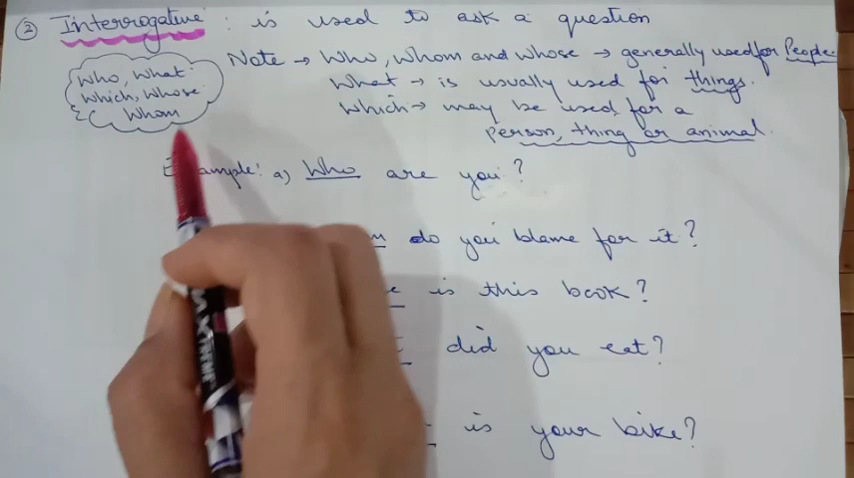 ② Interrogative : is used to ask a question
Who, What
Which, Whose
Whom
Note → Who, Whom and Whose → generally used for People.
What → is usually used for things.
Which → may be used for a
Person, thing or animal.
a) Who are you?
do you blame for it?
is this book?
did you eat?
is your bike?